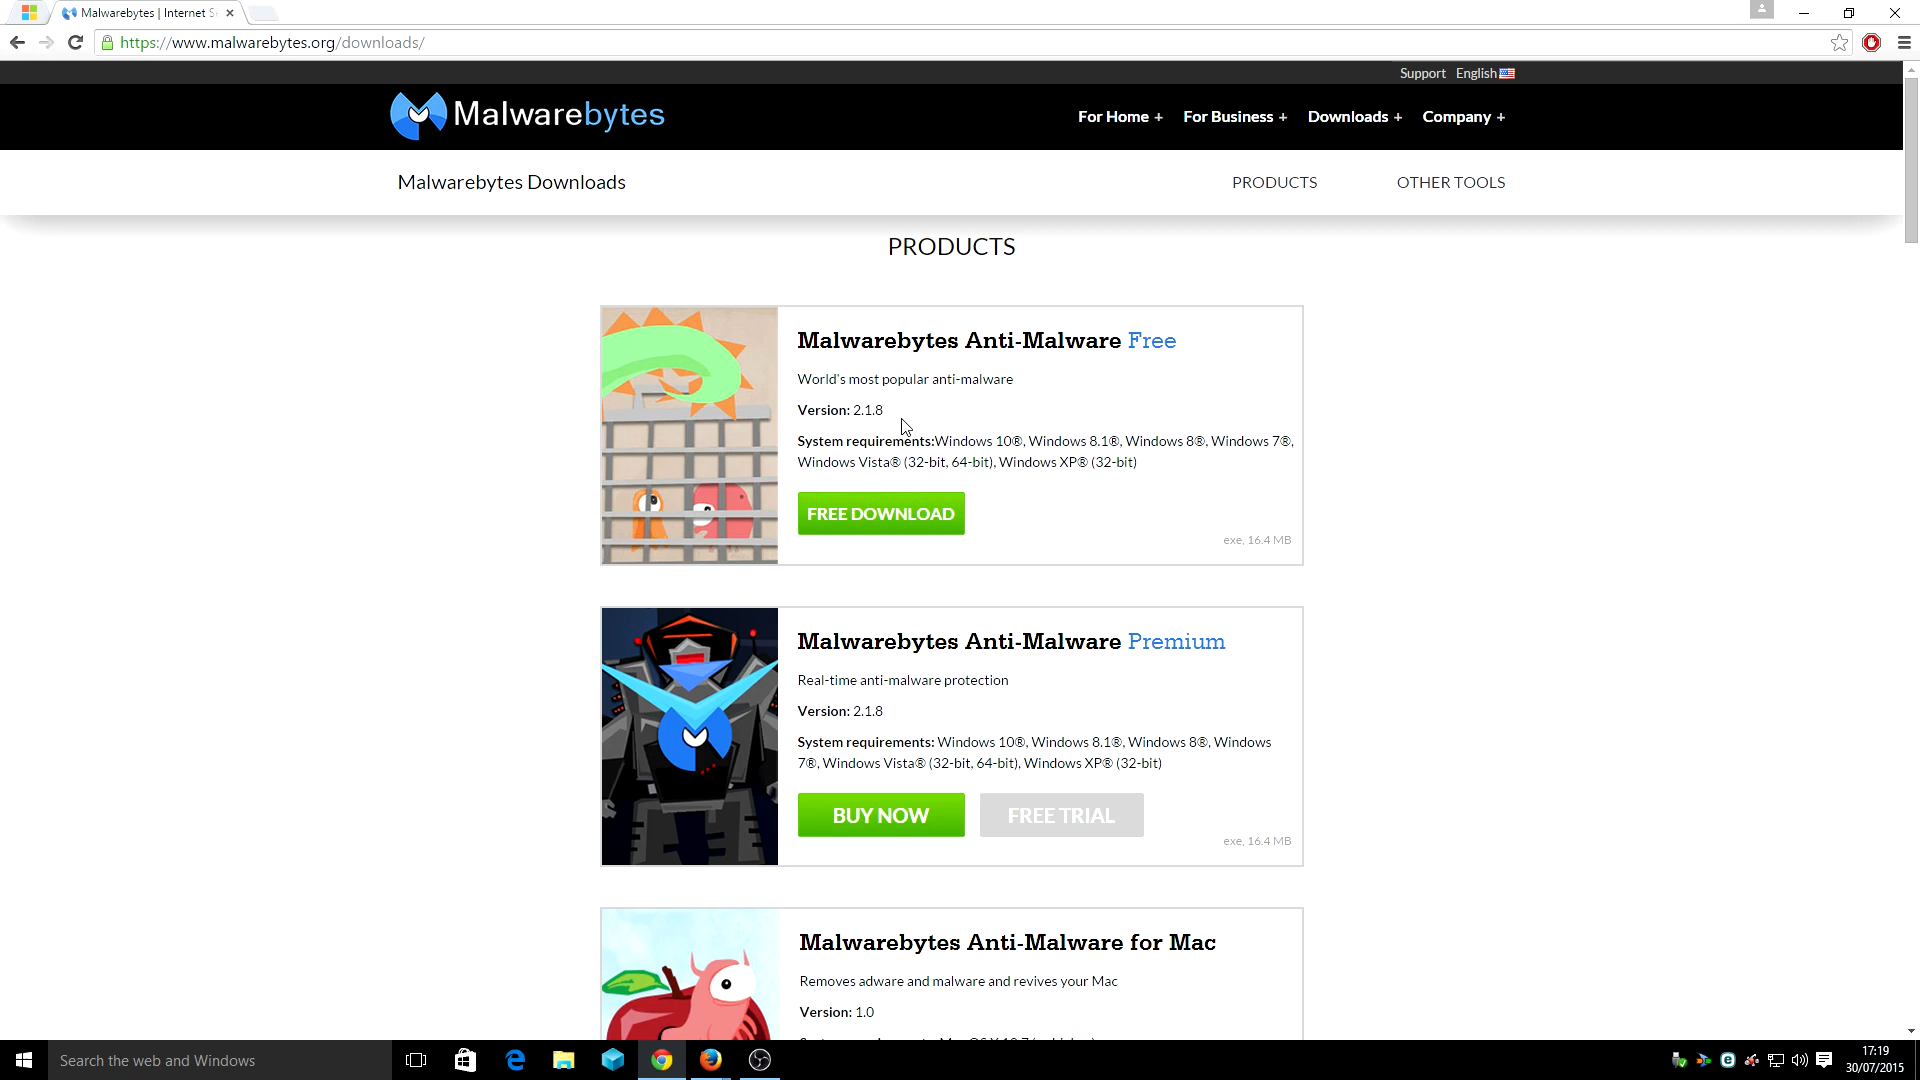 Malwarebytes | Internet S
https://www.malwarebytes.org/downloads/
Support English
Malwarebytes
For Home + For Business + Downloads + Company +
Malwarebytes Downloads
PRODUCTS OTHER TOOLS
PRODUCTS
Malwarebytes Anti-Malware Free
World's most popular anti-malware
Version: 2.1.8
System requirements:Windows 10®, Windows 8.1®, Windows 8®, Windows 7®,
Windows Vista® (32-bit, 64-bit), Windows XP® (32-bit)
FREE DOWNLOAD
exe, 16.4 MB
Malwarebytes Anti-Malware Premium
Real-time anti-malware protection
Version: 2.1.8
System requirements: Windows 10®, Windows 8.1®, Windows 8®, Windows
7®, Windows Vista® (32-bit, 64-bit), Windows XP® (32-bit)
BUY NOW FREE TRIAL
exe, 16.4 MB
Malwarebytes Anti-Malware for Mac
Removes adware and malware and revives your Mac
Version: 1.0
Search the web and Windows
17:19
30/07/2015